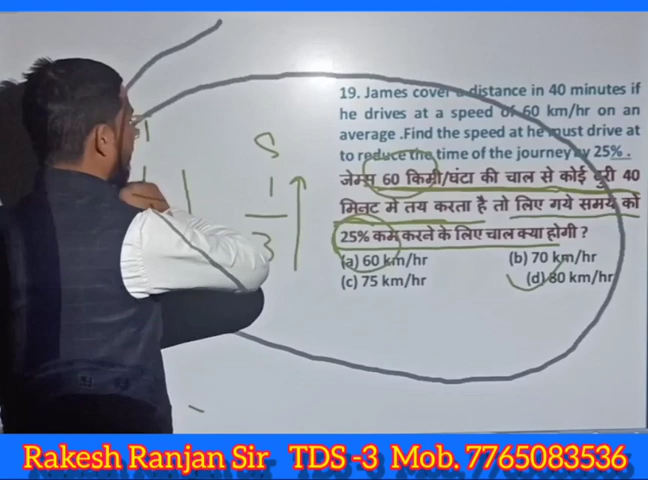 19. James cover a distance in 40 minutes if
he drives at a speed of 60 km/hr on an
average .Find the speed at he must drive at
to reduce the time of the journey by 25% .
जेम्स 60 किमी/घंटा की चाल से कोई दुरी 40
मिनट में तय करता है तो लिए गये समय को
25% कम करने के लिए चाल क्या होगी ?
(a) 60 km/hr (b) 70 km/hr
(c) 75 km/hr (d) 80 km/hr
S
1
3
Rakesh Ranjan Sir TDS -3 Mob. 7765083536